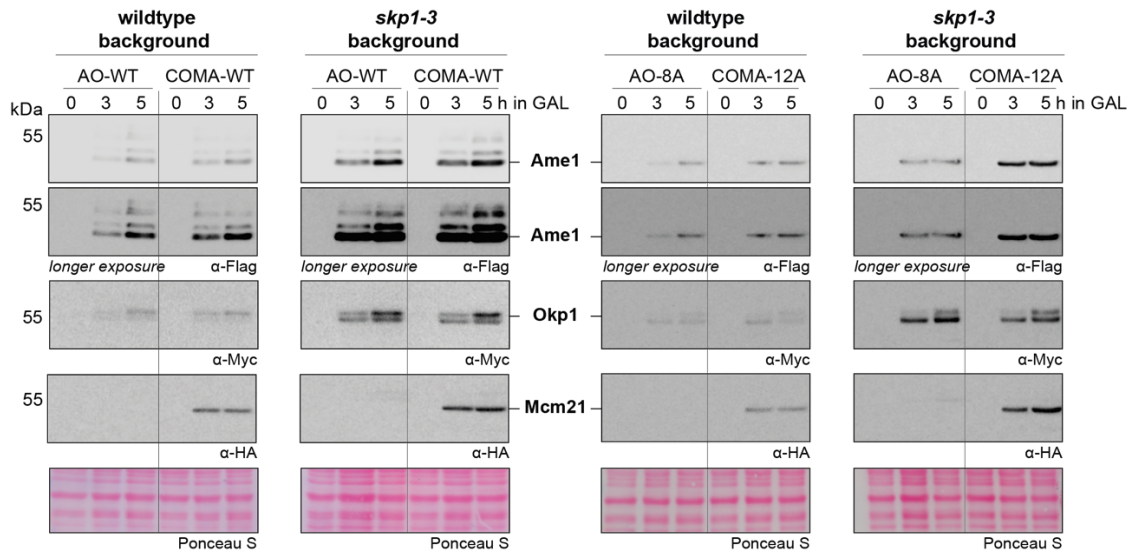 wildtype background
skp1-3 background
wildtype background
skp1-3 background
AO-WT COMA-WT
AO-WT COMA-WT
AO-8A COMA-12A
AO-8A COMA-12A
kDa
0 3 5 0 3 5
0 3 5 0 3 5 h in GAL
0 3 5 0 3 5
0 3 5 0 3 5 h in GAL
55
Ame1
55
Ame1
longer exposure α-Flag
longer exposure α-Flag
longer exposure α-Flag
longer exposure α-Flag
55
Okp1
α-Myc
α-Myc
α-Myc
α-Myc
55
Mcm21
α-HA
α-HA
α-HA
α-HA
Ponceau S
Ponceau S
Ponceau S
Ponceau S